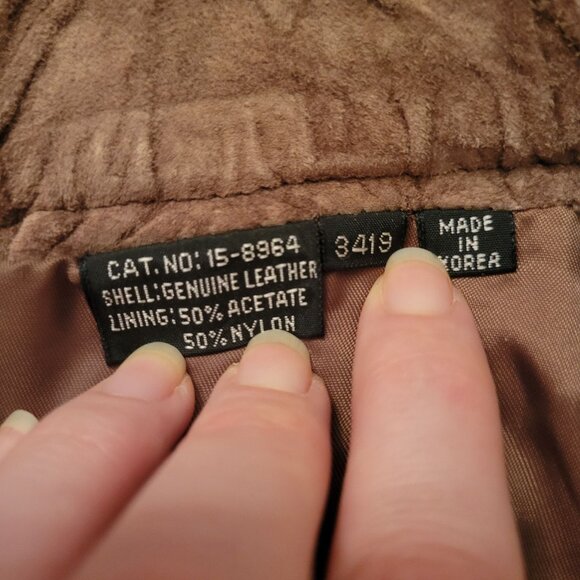 CAT.NO: 15-8964
SHELL:GENUINE LEATHER
LINING:50% ACETATE
50% NYLON
3419
MADE
IN
KOREA